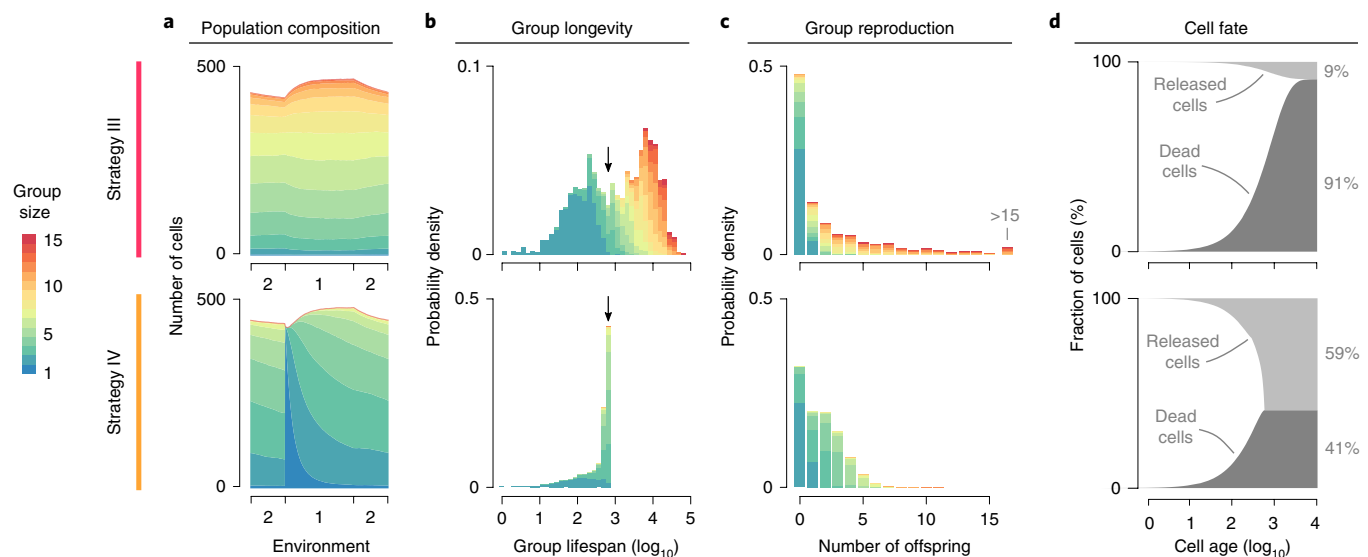 a
Population composition
b
Group longevity
c
Group reproduction
d
Cell fate
Strategy III
Strategy IV
Group
size
15
10
5
1
Number of cells
500
0
2
1
2
500
0
2
1
2
Environment
Probability density
0.1
0
Probability density
0.5
0
0
1
2
3
4
5
Group lifespan (log10)
Probability density
0.5
0
>15
Probability density
0.5
0
0
5
10
15
Number of offspring
Fraction of cells (%)
100
0
Released
cells
Dead
cells
9%
91%
100
0
Released
cells
Dead
cells
59%
41%
0
1
2
3
4
Cell age (log10)